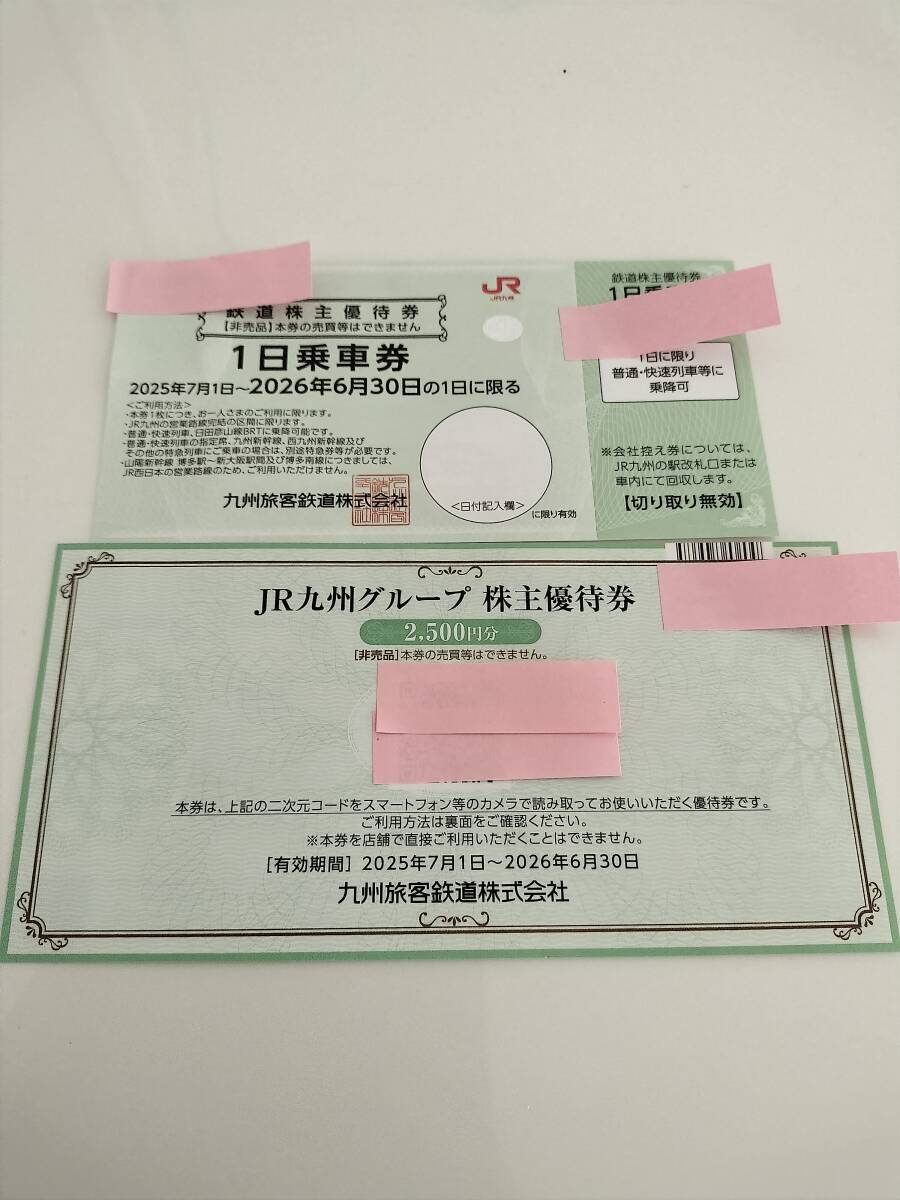 JR
JR九州
鉄道株主優待券
【非売品】本券の売買等はできません
1日乗車券
2025年7月1日～2026年6月30日の1日に限る
＜ご利用方法＞
・本券1枚につき、お一人さまのご利用に限ります。
・JR九州の営業路線完結の区間に限ります。
・普通・快速列車、日田彦山線BRTに乗降可能です。
・普通・快速列車の指定席、九州新幹線、西九州新幹線及び
その他の特急列車にご乗車の場合は、別途特急券等が必要です。
・山陽新幹線 博多駅～新大阪駅間及び博多南線につきましては、
JR西日本の営業路線のため、ご利用いただけません。
九州旅客鉄道株式会社
＜日付記入欄＞
に限り有効
鉄道株主優待券
1日
1日に限り
普通・快速列車等に
乗降可
※会社控え券については、
JR九州の駅改札口または
車内にて回収します。
【切り取り無効】
JR九州グループ 株主優待券
2,500円分
[非売品]本券の売買等はできません。
本券は、上記の二次元コードをスマートフォン等のカメラで読み取ってお使いいただく優待券です。
ご利用方法は裏面をご確認ください。
※本券を店舗で直接ご利用いただくことはできません。
[有効期間] 2025年7月1日～2026年6月30日
九州旅客鉄道株式会社